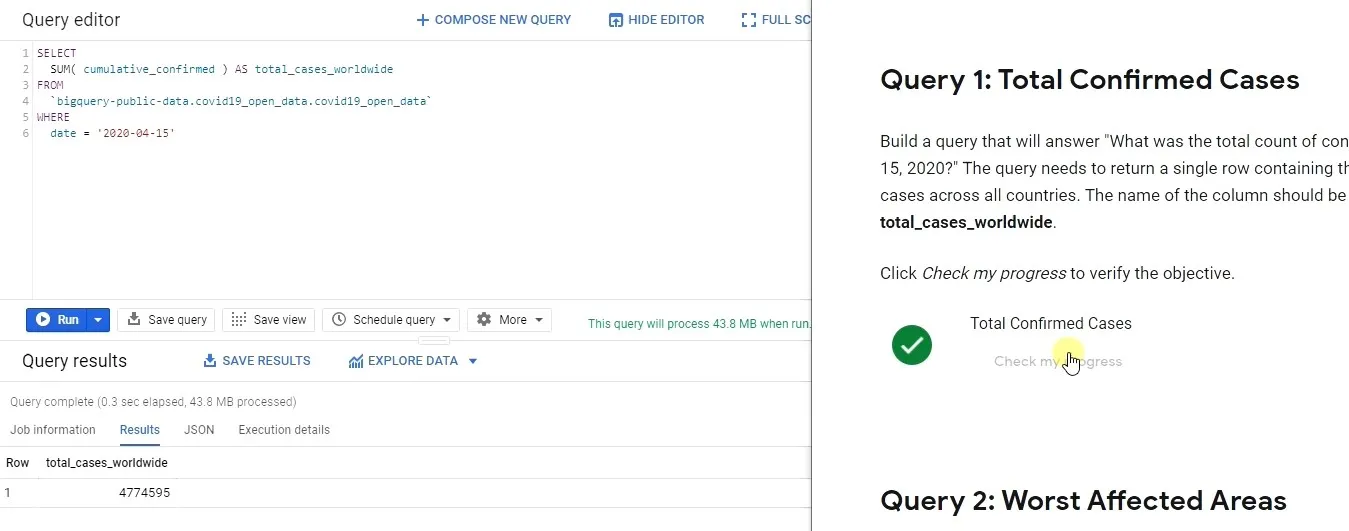 Query editor
COMPOSE NEW QUERY
HIDE EDITOR
FULL SC
1 SELECT
2 SUM( cumulative_confirmed ) AS total_cases_worldwide
3 FROM
4 `bigquery-public-data.covid19_open_data.covid19_open_data`
5 WHERE
6 date = '2020-04-15'
Run
Save query
Save view
Schedule query
More
This query will process 43.8 MB when run.
Query results
SAVE RESULTS
EXPLORE DATA
Query complete (0.3 sec elapsed, 43.8 MB processed)
Job information
Results
JSON
Execution details
Row total_cases_worldwide
1 4774595
Query 1: Total Confirmed Cases
Build a query that will answer "What was the total count of con
15, 2020?" The query needs to return a single row containing th
cases across all countries. The name of the column should be
total_cases_worldwide.
Click Check my progress to verify the objective.
Total Confirmed Cases
Check my progress
Query 2: Worst Affected Areas